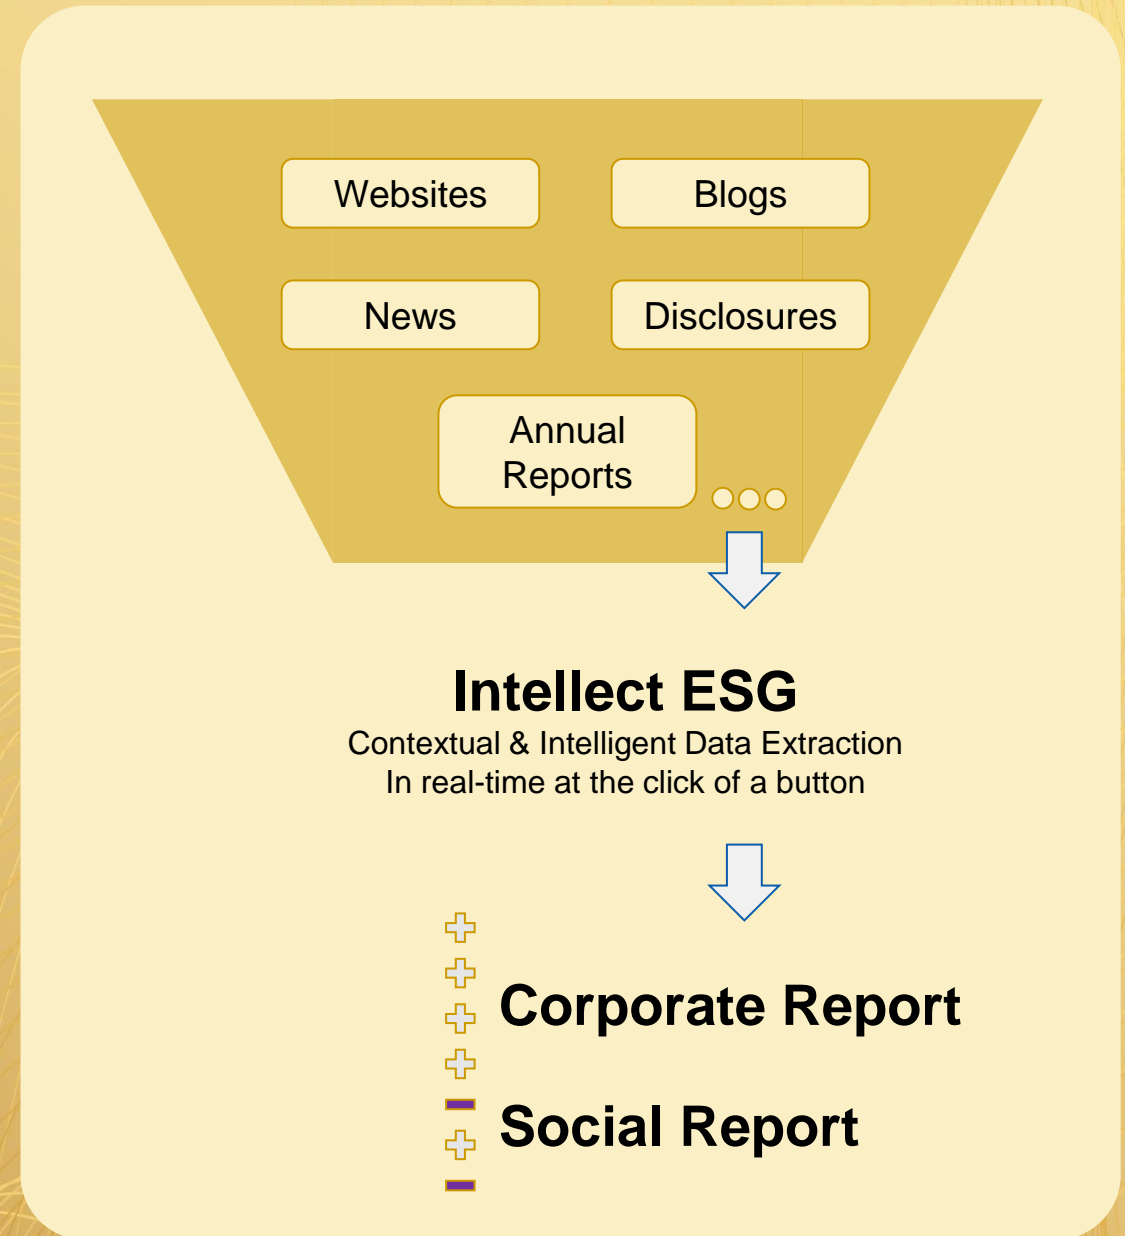 Websites
Blogs
News
Disclosures
Annual
Reports
Intellect ESG
Contextual & Intelligent Data Extraction
In real-time at the click of a button
Corporate Report
Social Report